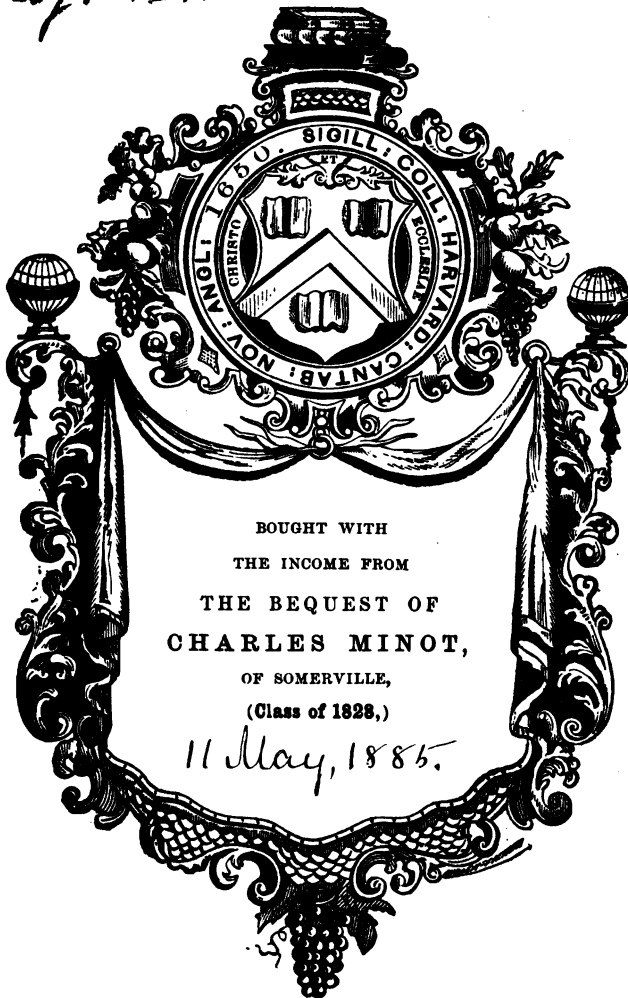 SIGILL: COLL: HARVARD: CANTAB: NOV: ANGL: 1650.
CHRISTO
ET
ECCLESIAE
BOUGHT WITH
THE INCOME FROM
THE BEQUEST OF
CHARLES MINOT,
OF SOMERVILLE,
(Class of 1828,)
11 May, 1885.